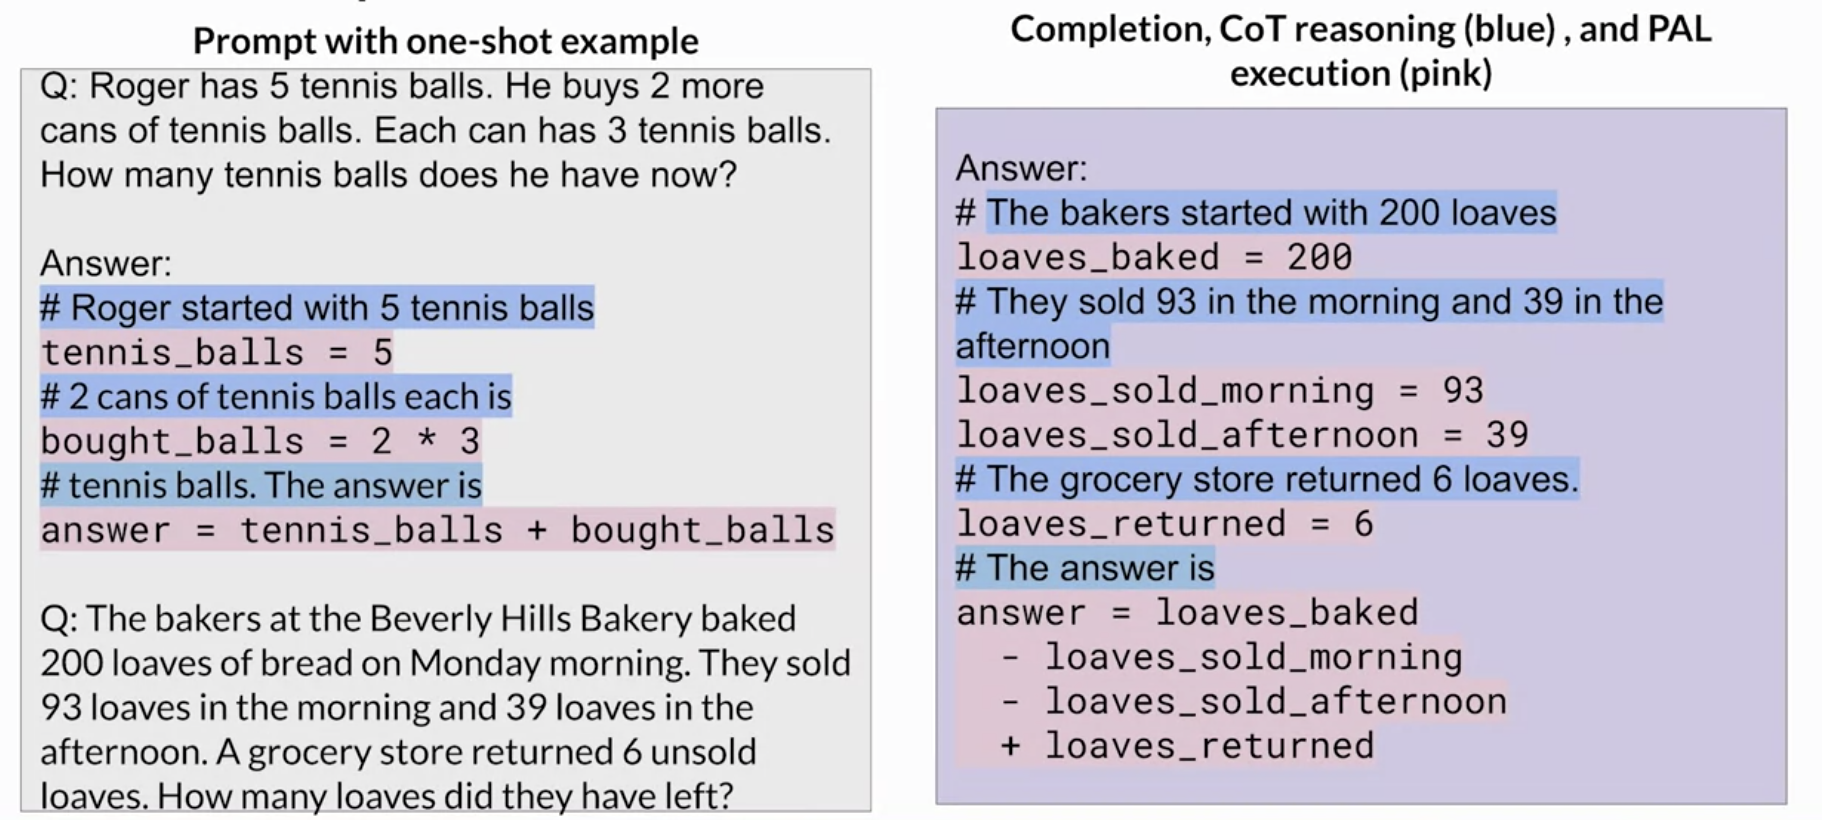 Prompt with one-shot example
Q: Roger has 5 tennis balls. He buys 2 more
cans of tennis balls. Each can has 3 tennis balls.
How many tennis balls does he have now?
Answer:
# Roger started with 5 tennis balls
tennis_balls = 5
# 2 cans of tennis balls each is
bought_balls = 2 * 3
# tennis balls. The answer is
answer = tennis_balls + bought_balls
Q: The bakers at the Beverly Hills Bakery baked
200 loaves of bread on Monday morning. They sold
93 loaves in the morning and 39 loaves in the
afternoon. A grocery store returned 6 unsold
loaves. How many loaves did they have left?
Completion, CoT reasoning (blue) , and PAL
execution (pink)
Answer:
# The bakers started with 200 loaves
loaves_baked = 200
# They sold 93 in the morning and 39 in the
afternoon
loaves_sold_morning = 93
loaves_sold_afternoon = 39
# The grocery store returned 6 loaves.
loaves_returned = 6
# The answer is
answer = loaves_baked
- loaves_sold_morning
- loaves_sold_afternoon
+ loaves_returned